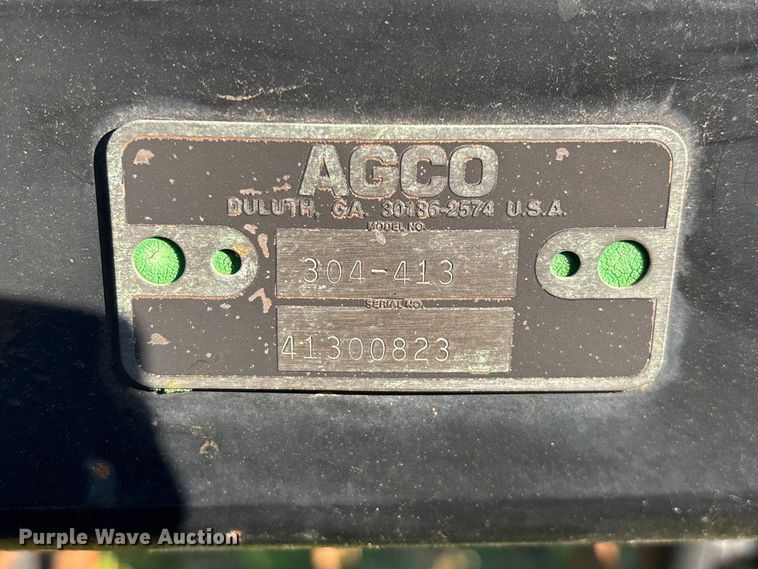 AGCO
DULUTH, GA. 30136-2574 U.S.A.
MODEL NO.
304-413
SERIAL NO.
41300823
Purple Wave Auction